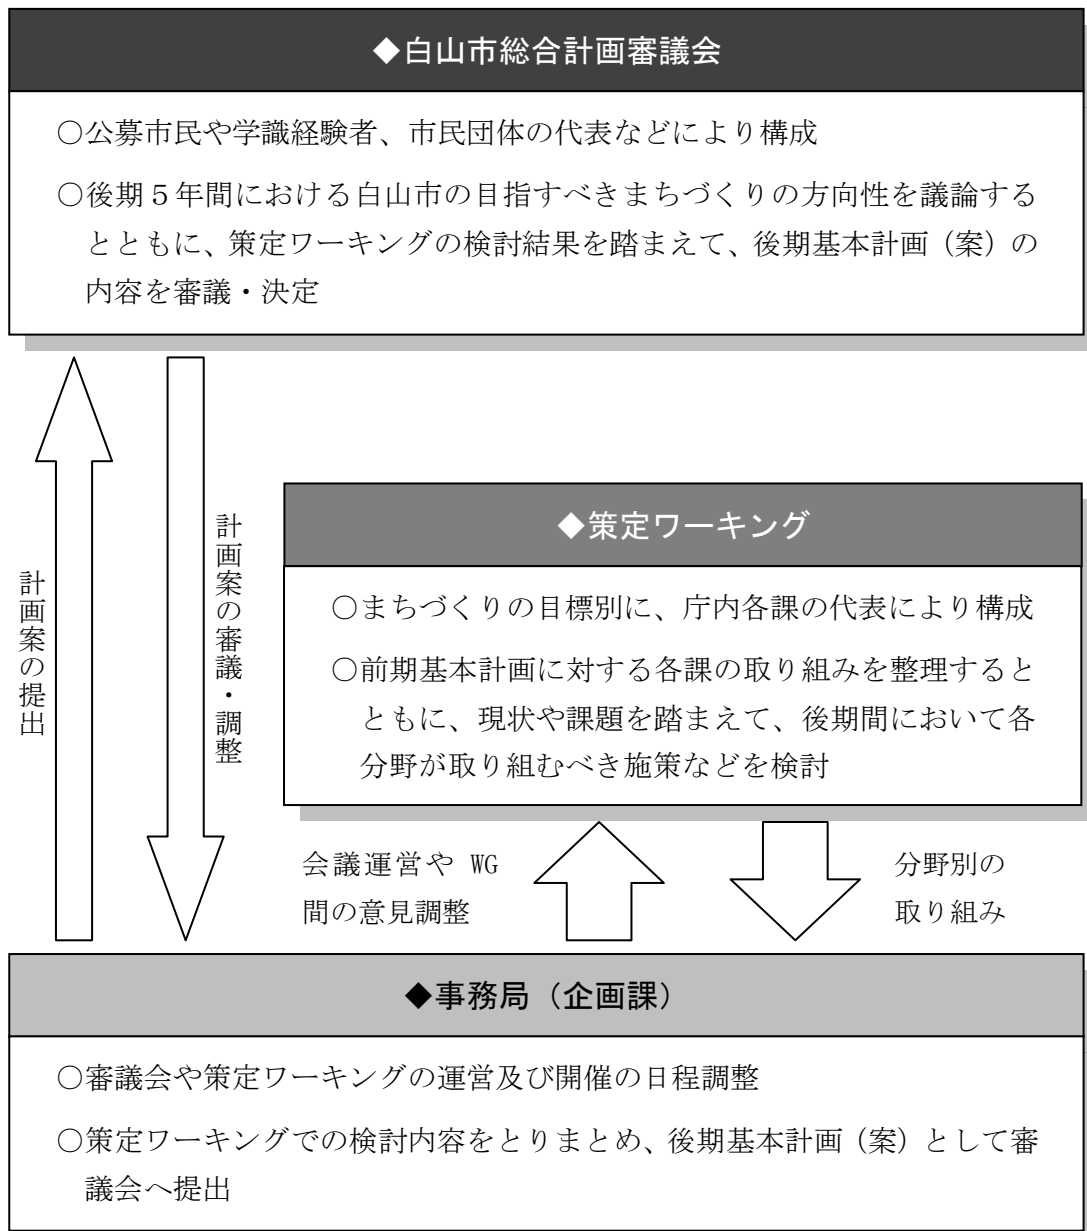 ◆白山市総合計画審議会
○公募市民や学識経験者、市民団体の代表などにより構成
○後期５年間における白山市の目指すべきまちづくりの方向性を議論する
とともに、策定ワーキングの検討結果を踏まえて、後期基本計画（案）の
内容を審議・決定
計画案の提出
計画案の審議・調整
◆策定ワーキング
○まちづくりの目標別に、庁内各課の代表により構成
○前期基本計画に対する各課の取り組みを整理すると
ともに、現状や課題を踏まえて、後期間において各
分野が取り組むべき施策などを検討
会議運営や WG
間の意見調整
分野別の
取り組み
◆事務局（企画課）
○審議会や策定ワーキングの運営及び開催の日程調整
○策定ワーキングでの検討内容をとりまとめ、後期基本計画（案）として審
議会へ提出